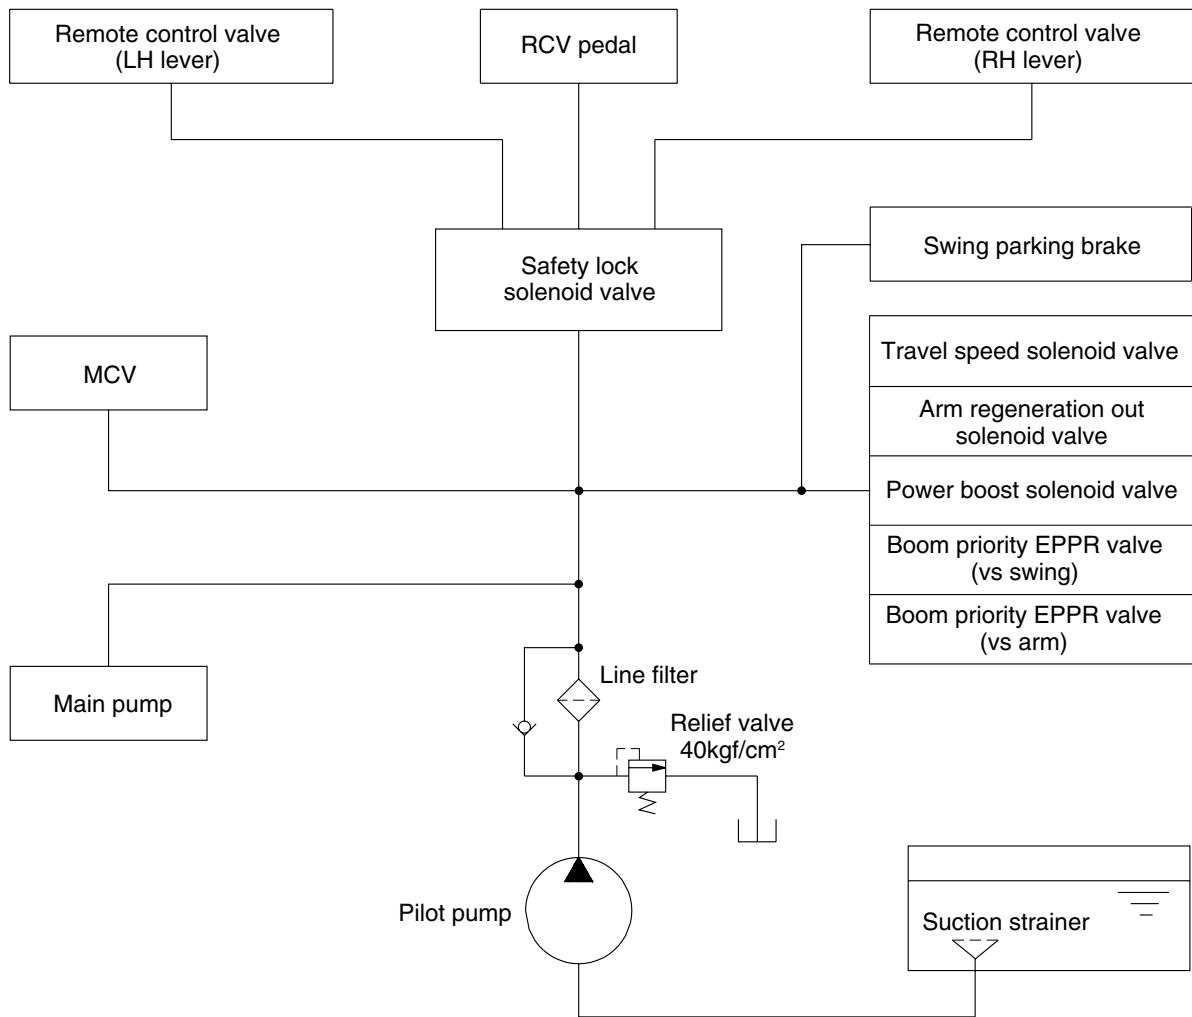 Remote control valve
(LH lever)
RCV pedal
Remote control valve
(RH lever)
Swing parking brake
Safety lock
solenoid valve
Travel speed solenoid valve
MCV
Arm regeneration out
solenoid valve
Power boost solenoid valve
Boom priority EPPR valve
(vs swing)
Boom priority EPPR valve
(vs arm)
Line filter
Main pump
Relief valve
40kgf/cm²
Pilot pump
Suction strainer